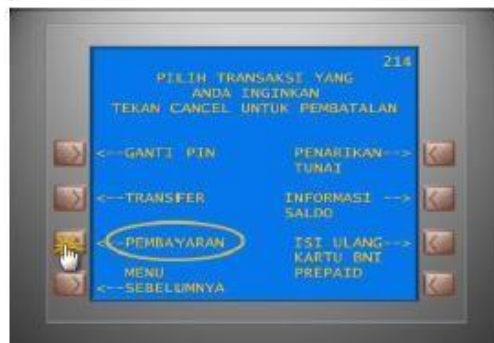 214
PILIH TRANSAKSI YANG
ANDA INGINKAN
TEKAN CANCEL UNTUK PEMBATALAN
<--GANTI PIN
PENARIKAN-->
TUNAI
<--TRANSFER
INFORMASI -->
SALDO
<--PEMBAYARAN
ISI ULANG-->
KARTU BNI
PREPAID
MENU
<--SEBELUMNYA